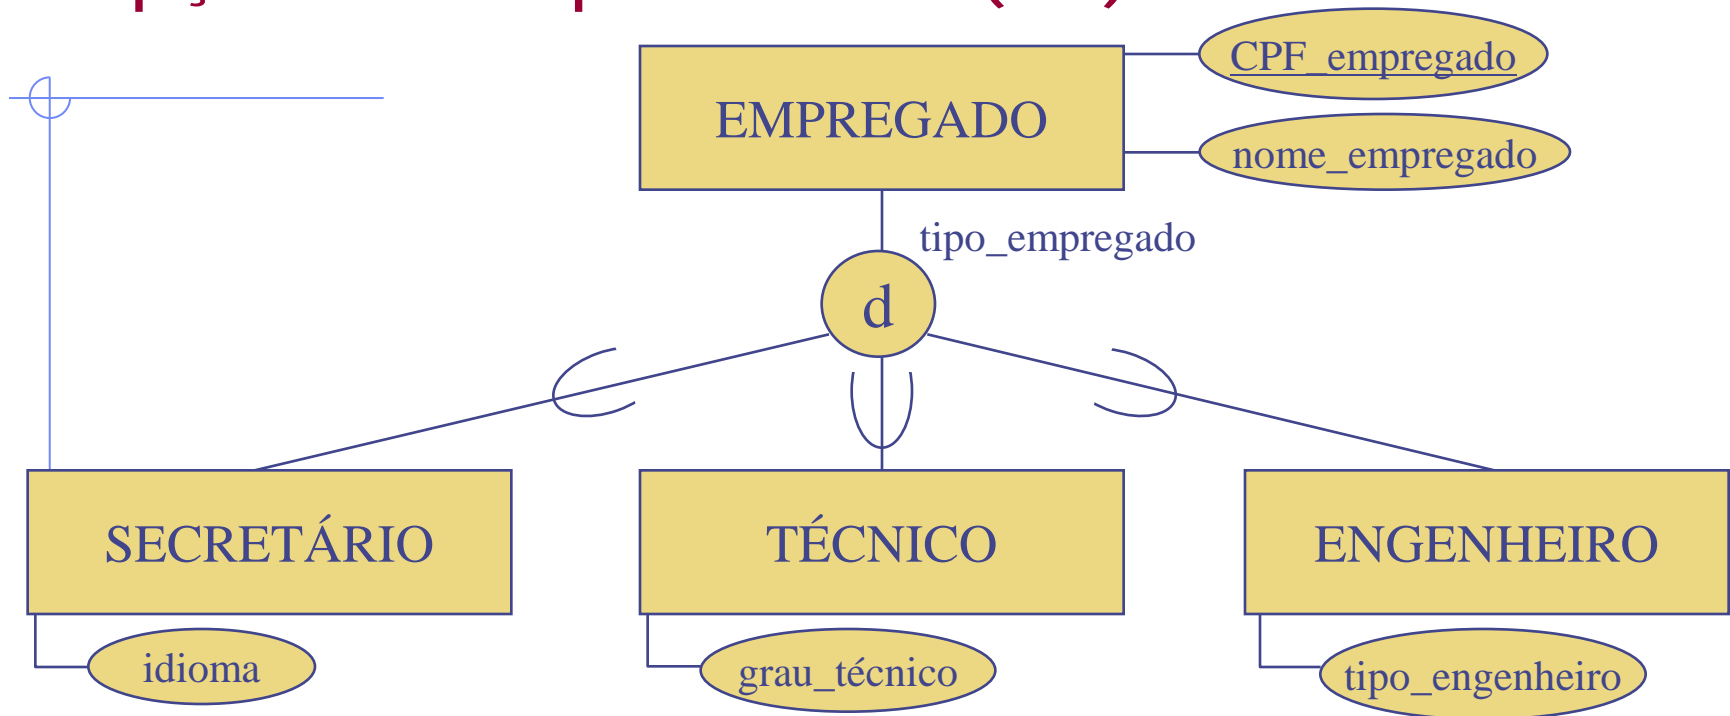 CPF_empregado
EMPREGADO
nome_empregado
tipo_empregado
d
SECRETÁRIO
TÉCNICO
ENGENHEIRO
idioma
grau_técnico
tipo_engenheiro